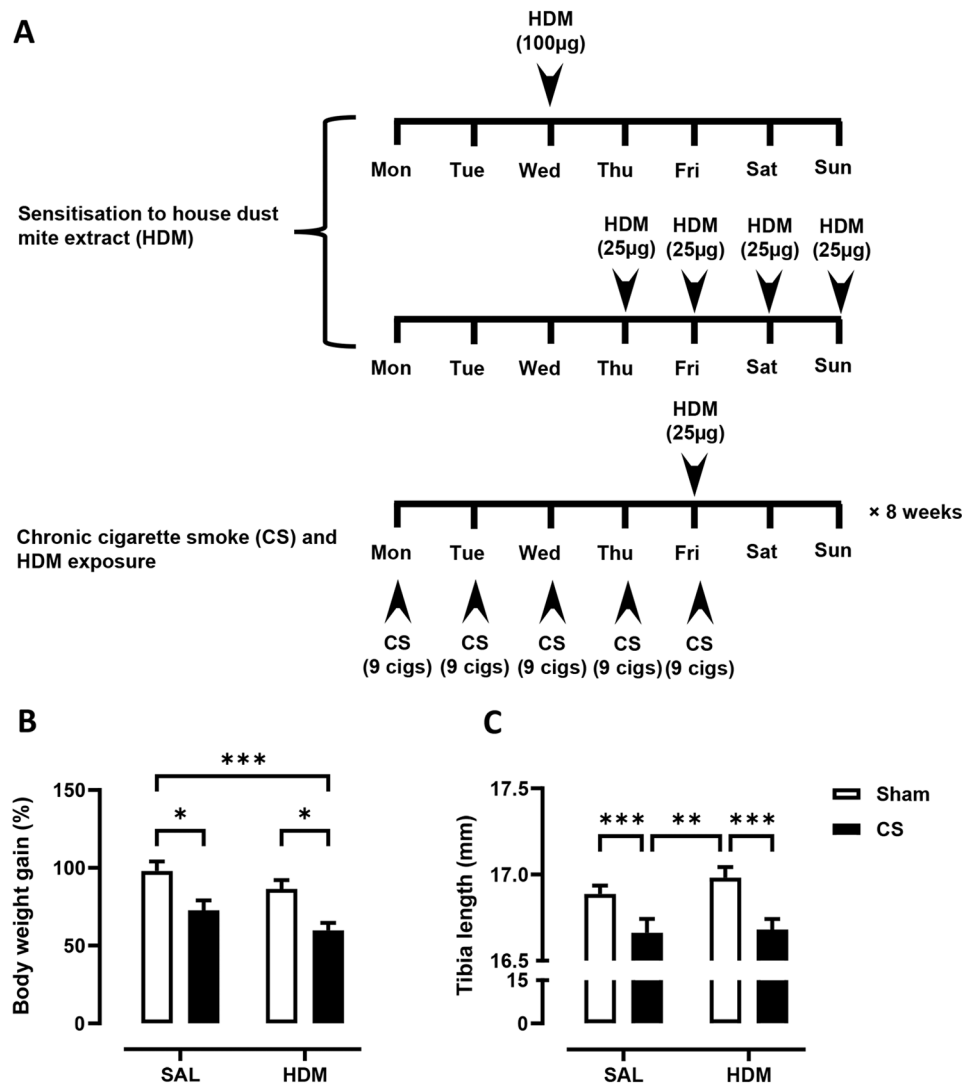 A
HDM
(100µg)
Mon Tue Wed Thu Fri Sat Sun
Sensitisation to house dust
mite extract (HDM)
HDM HDM HDM HDM
(25µg) (25µg) (25µg) (25µg)
Mon Tue Wed Thu Fri Sat Sun
HDM
(25µg)
× 8 weeks
Chronic cigarette smoke (CS) and
HDM exposure
Mon Tue Wed Thu Fri Sat Sun
CS CS CS CS CS
(9 cigs) (9 cigs) (9 cigs) (9 cigs) (9 cigs)
B
Body weight gain (%)
150
100
50
0
***
* *
SAL HDM
C
Tibia length (mm)
17.5
17.0
16.5
15
0
*** ** ***
SAL HDM
Sham
CS